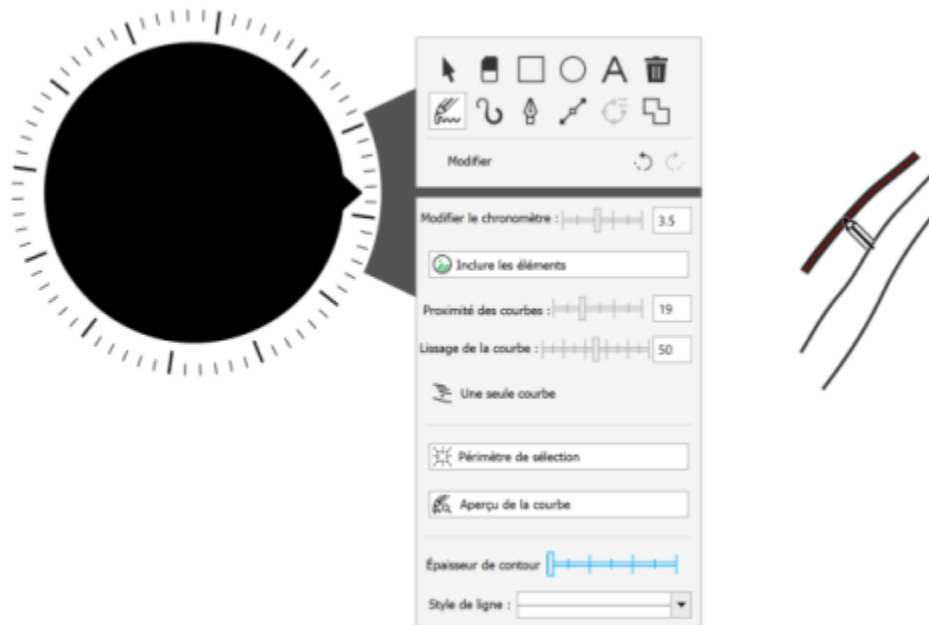 A
Modifier
Modifier le chronomètre : 3.5
Inclure les éléments
Proximité des courbes : 19
Lissage de la courbe : 50
Une seule courbe
Périmètre de sélection
Aperçu de la courbe
Épaisseur de contour
Style de ligne :